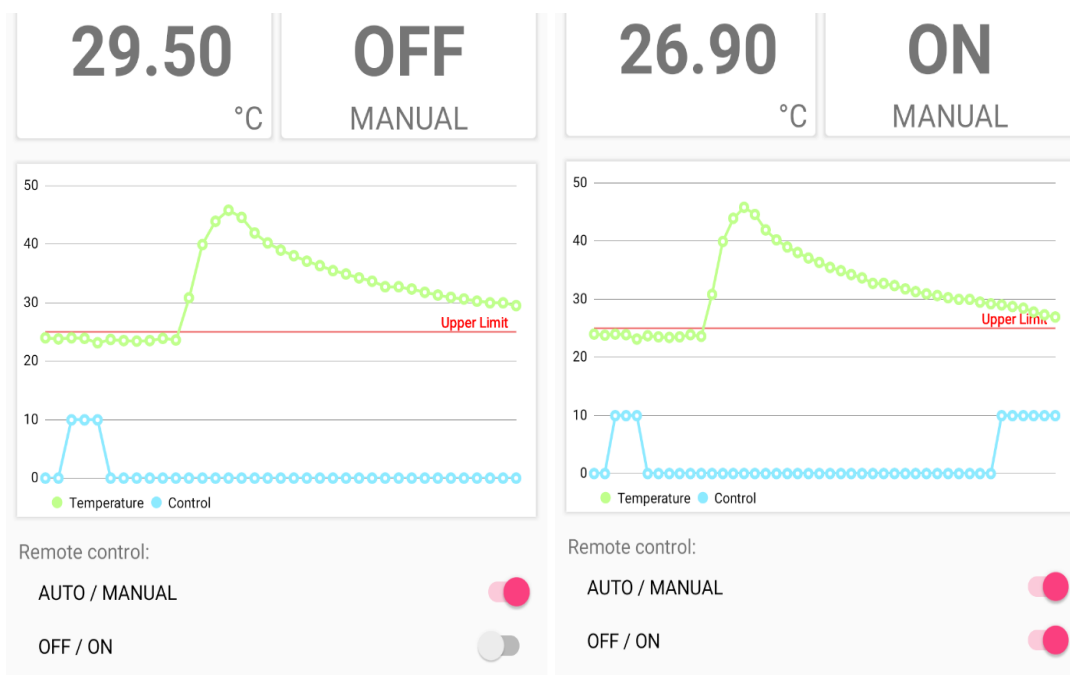 29.50
°C
OFF
MANUAL
50
40
30
20
10
0
Upper Limit
Temperature Control
Remote control:
AUTO / MANUAL
OFF / ON
26.90
°C
ON
MANUAL
50
40
30
20
10
0
Upper Limit
Temperature Control
Remote control:
AUTO / MANUAL
OFF / ON